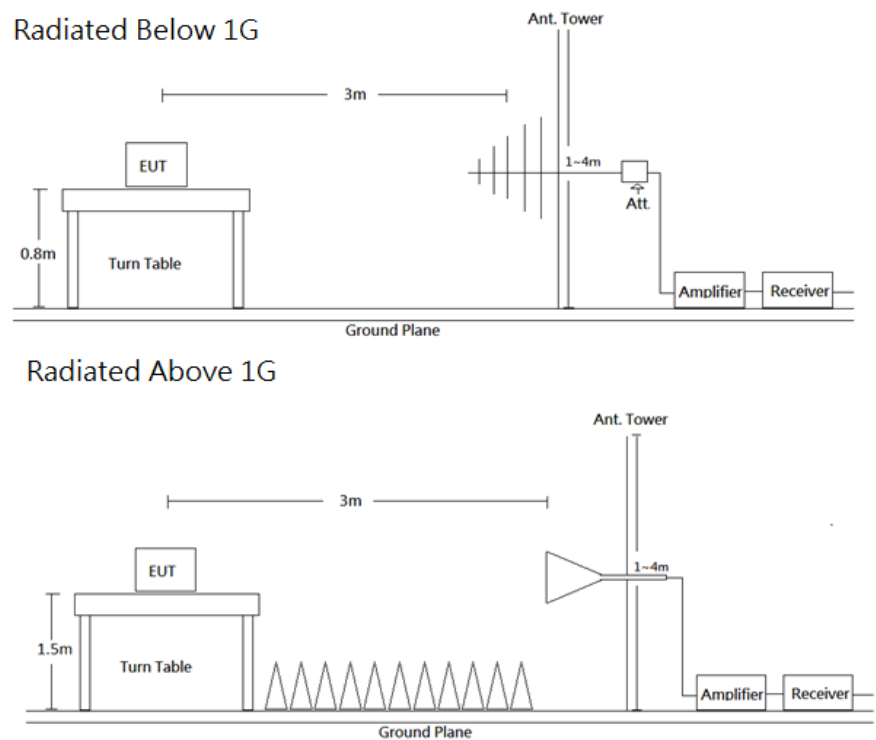 Radiated Below 1G
Ant. Tower
3m
EUT
1~4m
Att.
0.8m
Turn Table
Amplifier
Receiver
Ground Plane
Radiated Above 1G
Ant. Tower
3m
EUT
1~4m
1.5m
Turn Table
Amplifier
Receiver
Ground Plane